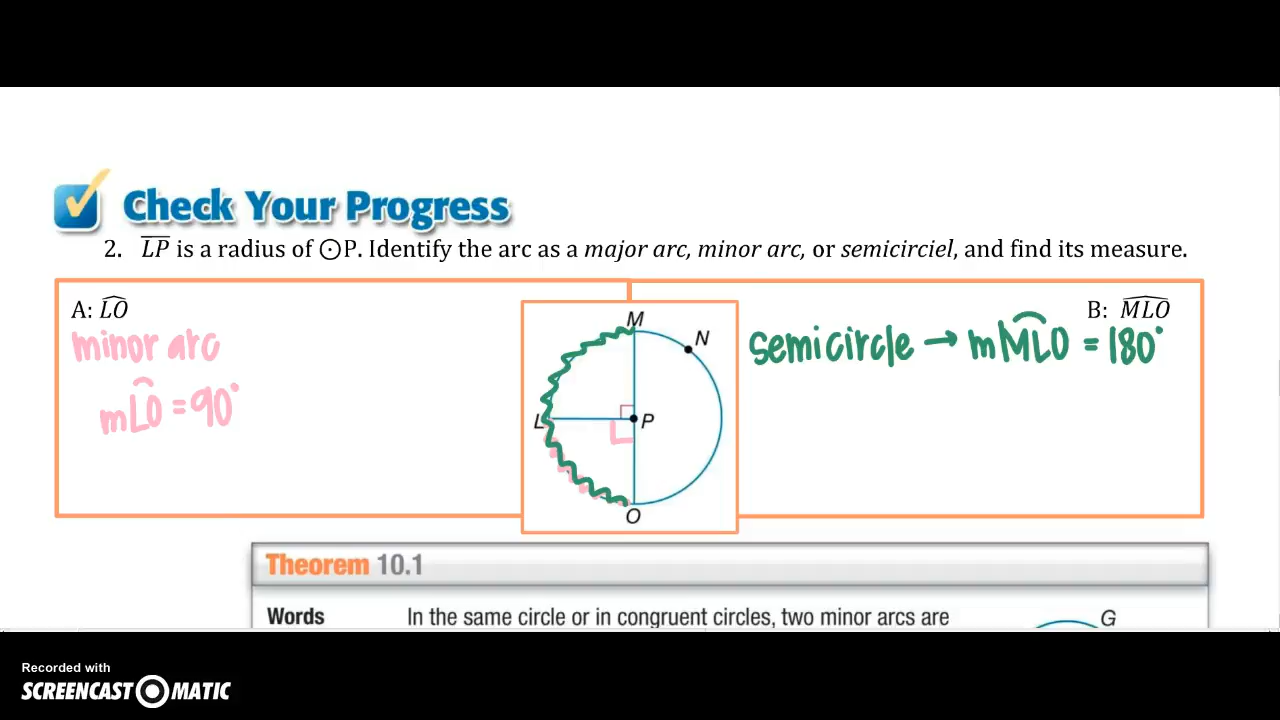 Check Your Progress
2. LP is a radius of ⊙P. Identify the arc as a major arc, minor arc, or semicirciel, and find its measure.
A: LO
minor arc
mLO = 90°
M
N
L
P
O
B: MLO
semicircle → mMLO = 180°
Theorem 10.1
Words In the same circle or in congruent circles, two minor arcs are
G
Recorded with
SCREENCAST MATIC